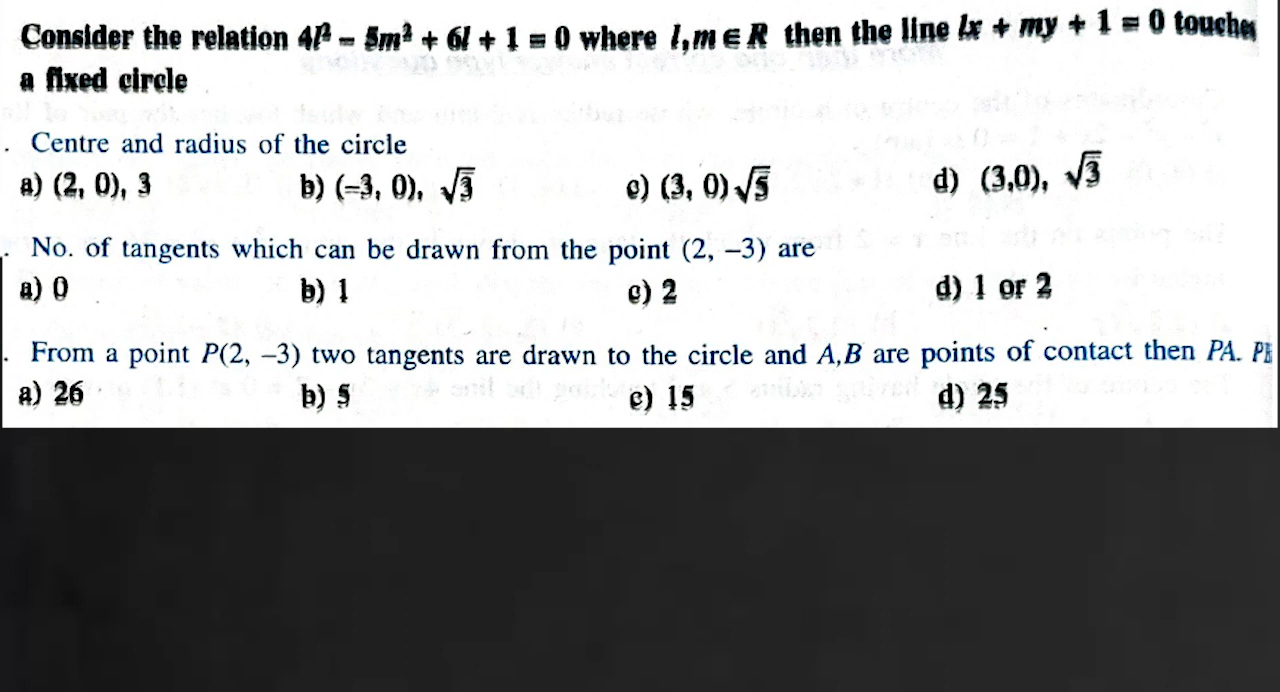 Consider the relation 4l² – 5m² + 6l + 1 = 0 where l, m ∈ R then the line lx + my + 1 = 0 touches
a fixed circle
. Centre and radius of the circle
a) (2, 0), 3 b) (–3, 0), √3 c) (3, 0) √5 d) (3,0), √3
. No. of tangents which can be drawn from the point (2, –3) are
a) 0 b) 1 c) 2 d) 1 or 2
. From a point P(2, –3) two tangents are drawn to the circle and A,B are points of contact then PA. PB
a) 26 b) 5 c) 15 d) 25